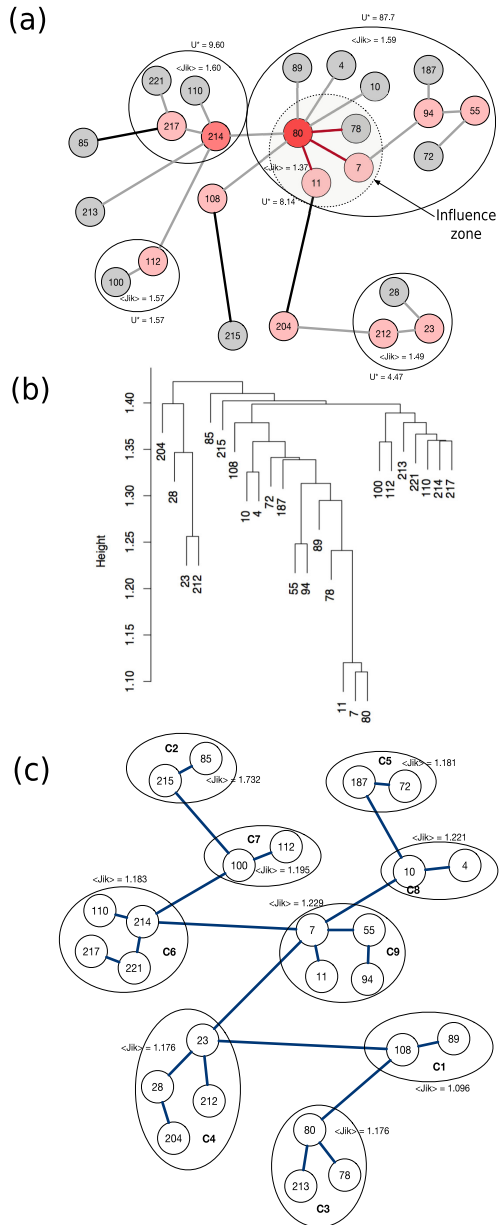 (a)
U* = 9.60
U* = 87.7
<Jik> = 1.59
<Jik> = 1.60
221
110
89
4
10
187
217
214
80
78
94
55
85
<Jik> = 1.37
7
72
11
108
U* = 8.14
213
Influence
zone
112
100
<Jik> = 1.57
U* = 1.57
28
204
212
23
215
<Jik> = 1.49
U* = 4.47
(b)
Height
1.40
1.35
1.30
1.25
1.20
1.15
1.10
204
28
23
212
85
215
108
10
4
72
187
55
94
89
78
11
7
80
100
112
213
221
110
214
217
(c)
C2
85
215
<Jik> = 1.732
C5
<Jik> = 1.181
187
72
C7
112
100
<Jik> = 1.195
<Jik> = 1.221
10
4
C8
<Jik> = 1.183
110
214
217
221
C6
<Jik> = 1.229
7
55
11
94
C9
23
<Jik> = 1.176
28
212
204
C4
108
89
C1
<Jik> = 1.096
80
<Jik> = 1.176
213
78
C3